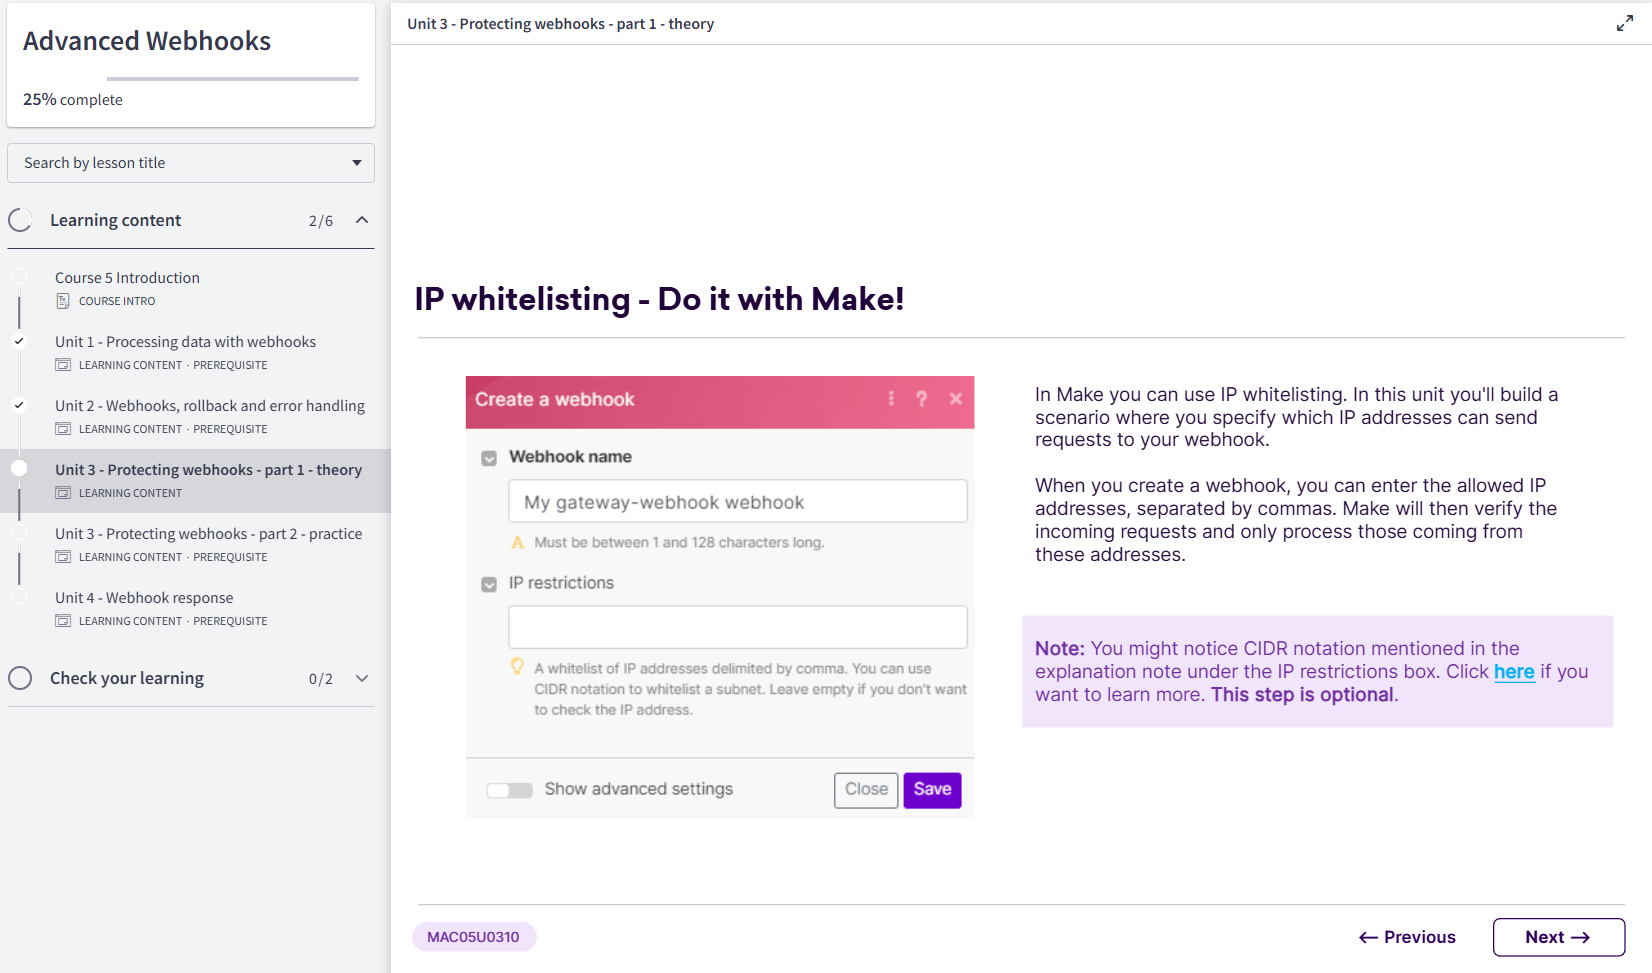 Advanced Webhooks
25% complete
Search by lesson title
Learning content 2/6
Course 5 Introduction
COURSE INTRO
Unit 1 - Processing data with webhooks
LEARNING CONTENT · PREREQUISITE
Unit 2 - Webhooks, rollback and error handling
LEARNING CONTENT · PREREQUISITE
Unit 3 - Protecting webhooks - part 1 - theory
LEARNING CONTENT
Unit 3 - Protecting webhooks - part 2 - practice
LEARNING CONTENT · PREREQUISITE
Unit 4 - Webhook response
LEARNING CONTENT · PREREQUISITE
Check your learning 0/2
Unit 3 - Protecting webhooks - part 1 - theory
IP whitelisting - Do it with Make!
Create a webhook
Webhook name
My gateway-webhook webhook
Must be between 1 and 128 characters long.
IP restrictions
A whitelist of IP addresses delimited by comma. You can use
CIDR notation to whitelist a subnet. Leave empty if you don't want
to check the IP address.
Show advanced settings
Close
Save
In Make you can use IP whitelisting. In this unit you'll build a
scenario where you specify which IP addresses can send
requests to your webhook.
When you create a webhook, you can enter the allowed IP
addresses, separated by commas. Make will then verify the
incoming requests and only process those coming from
these addresses.
Note: You might notice CIDR notation mentioned in the
explanation note under the IP restrictions box. Click here if you
want to learn more. This step is optional.
MAC05U0310
← Previous
Next →